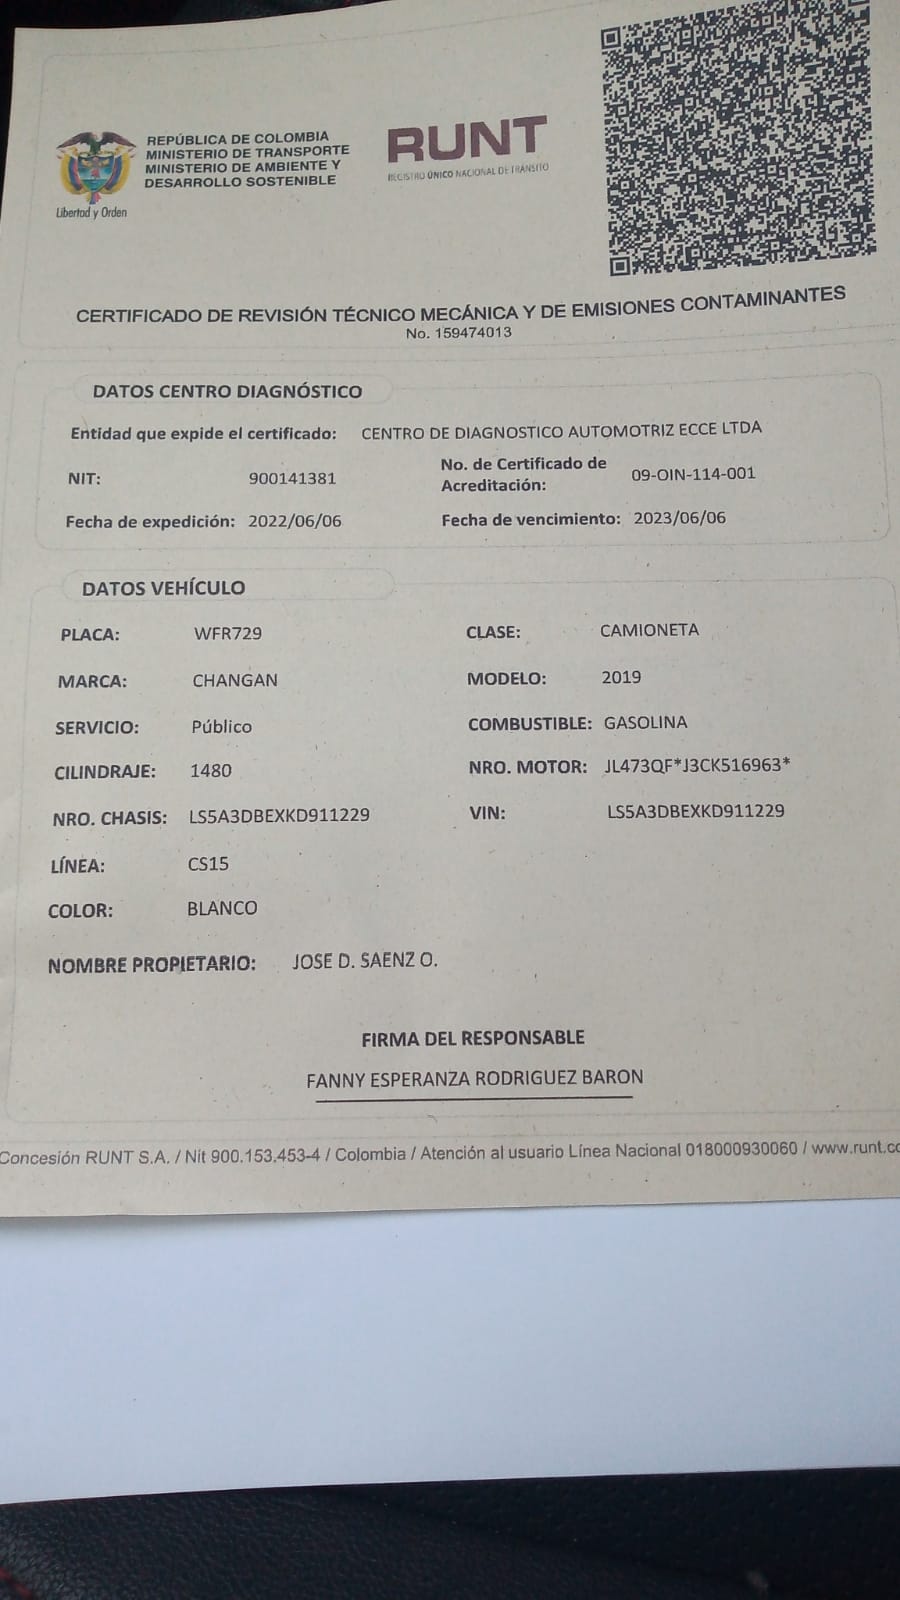 REPÚBLICA DE COLOMBIA
MINISTERIO DE TRANSPORTE
MINISTERIO DE AMBIENTE Y
DESARROLLO SOSTENIBLE
Libertad y Orden
RUNT
REGISTRO ÚNICO NACIONAL DE TRANSITO
CERTIFICADO DE REVISIÓN TÉCNICO MECÁNICA Y DE EMISIONES CONTAMINANTES
No. 159474013
DATOS CENTRO DIAGNÓSTICO
Entidad que expide el certificado: CENTRO DE DIAGNOSTICO AUTOMOTRIZ ECCE LTDA
NIT: 900141381 No. de Certificado de Acreditación: 09-OIN-114-001
Fecha de expedición: 2022/06/06 Fecha de vencimiento: 2023/06/06
DATOS VEHÍCULO
PLACA: WFR729 CLASE: CAMIONETA
MARCA: CHANGAN MODELO: 2019
SERVICIO: Público COMBUSTIBLE: GASOLINA
CILINDRAJE: 1480 NRO. MOTOR: JL473QF*J3CK516963*
NRO. CHASIS: LS5A3DBEXKD911229 VIN: LS5A3DBEXKD911229
LÍNEA: CS15
COLOR: BLANCO
NOMBRE PROPIETARIO: JOSE D. SAENZ O.
FIRMA DEL RESPONSABLE
FANNY ESPERANZA RODRIGUEZ BARON
Concesión RUNT S.A. / Nit 900.153.453-4 / Colombia / Atención al usuario Línea Nacional 018000930060 / www.runt.co